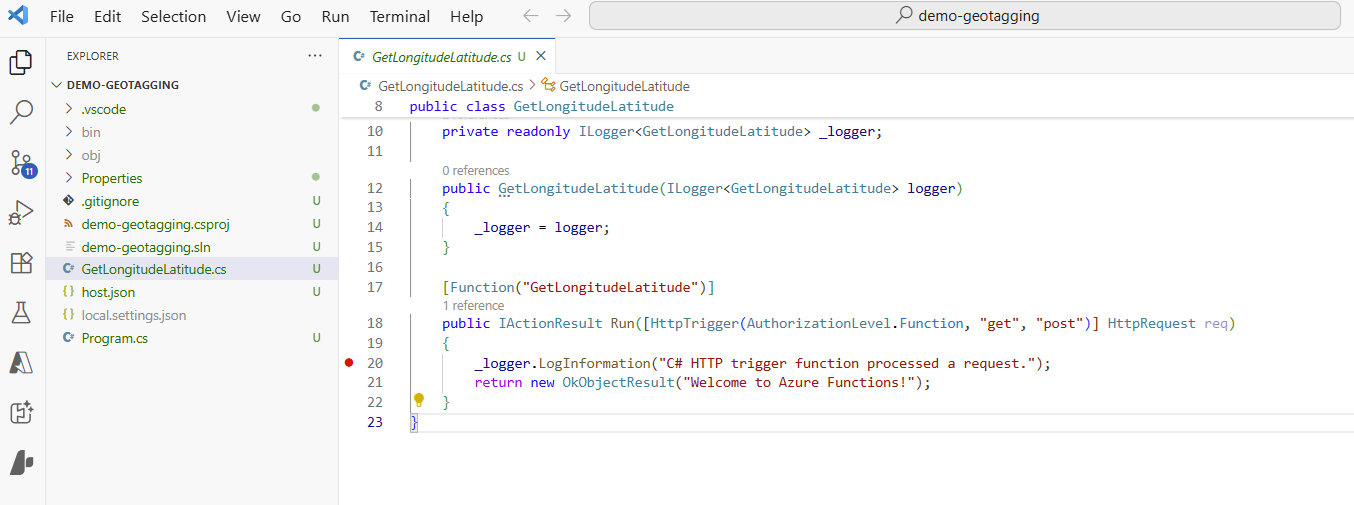 File Edit Selection View Go Run Terminal Help demo-geotagging
EXPLORER
DEMO-GEOTAGGING
.vscode
bin
obj
Properties
.gitignore U
demo-geotagging.csproj U
demo-geotagging.sln U
C# GetLongitudeLatitude.cs U
{} host.json U
{} local.settings.json
C# Program.cs U
11
C# GetLongitudeLatitude.cs U
C# GetLongitudeLatitude.cs > GetLongitudeLatitude
8 public class GetLongitudeLatitude
10 private readonly ILogger<GetLongitudeLatitude> _logger;
11
0 references
12 public GetLongitudeLatitude(ILogger<GetLongitudeLatitude> logger)
13 {
14 _logger = logger;
15 }
16
17 [Function("GetLongitudeLatitude")]
1 reference
18 public IActionResult Run([HttpTrigger(AuthorizationLevel.Function, "get", "post")] HttpRequest req)
19 {
20 _logger.LogInformation("C# HTTP trigger function processed a request.");
21 return new OkObjectResult("Welcome to Azure Functions!");
22 }
23 }